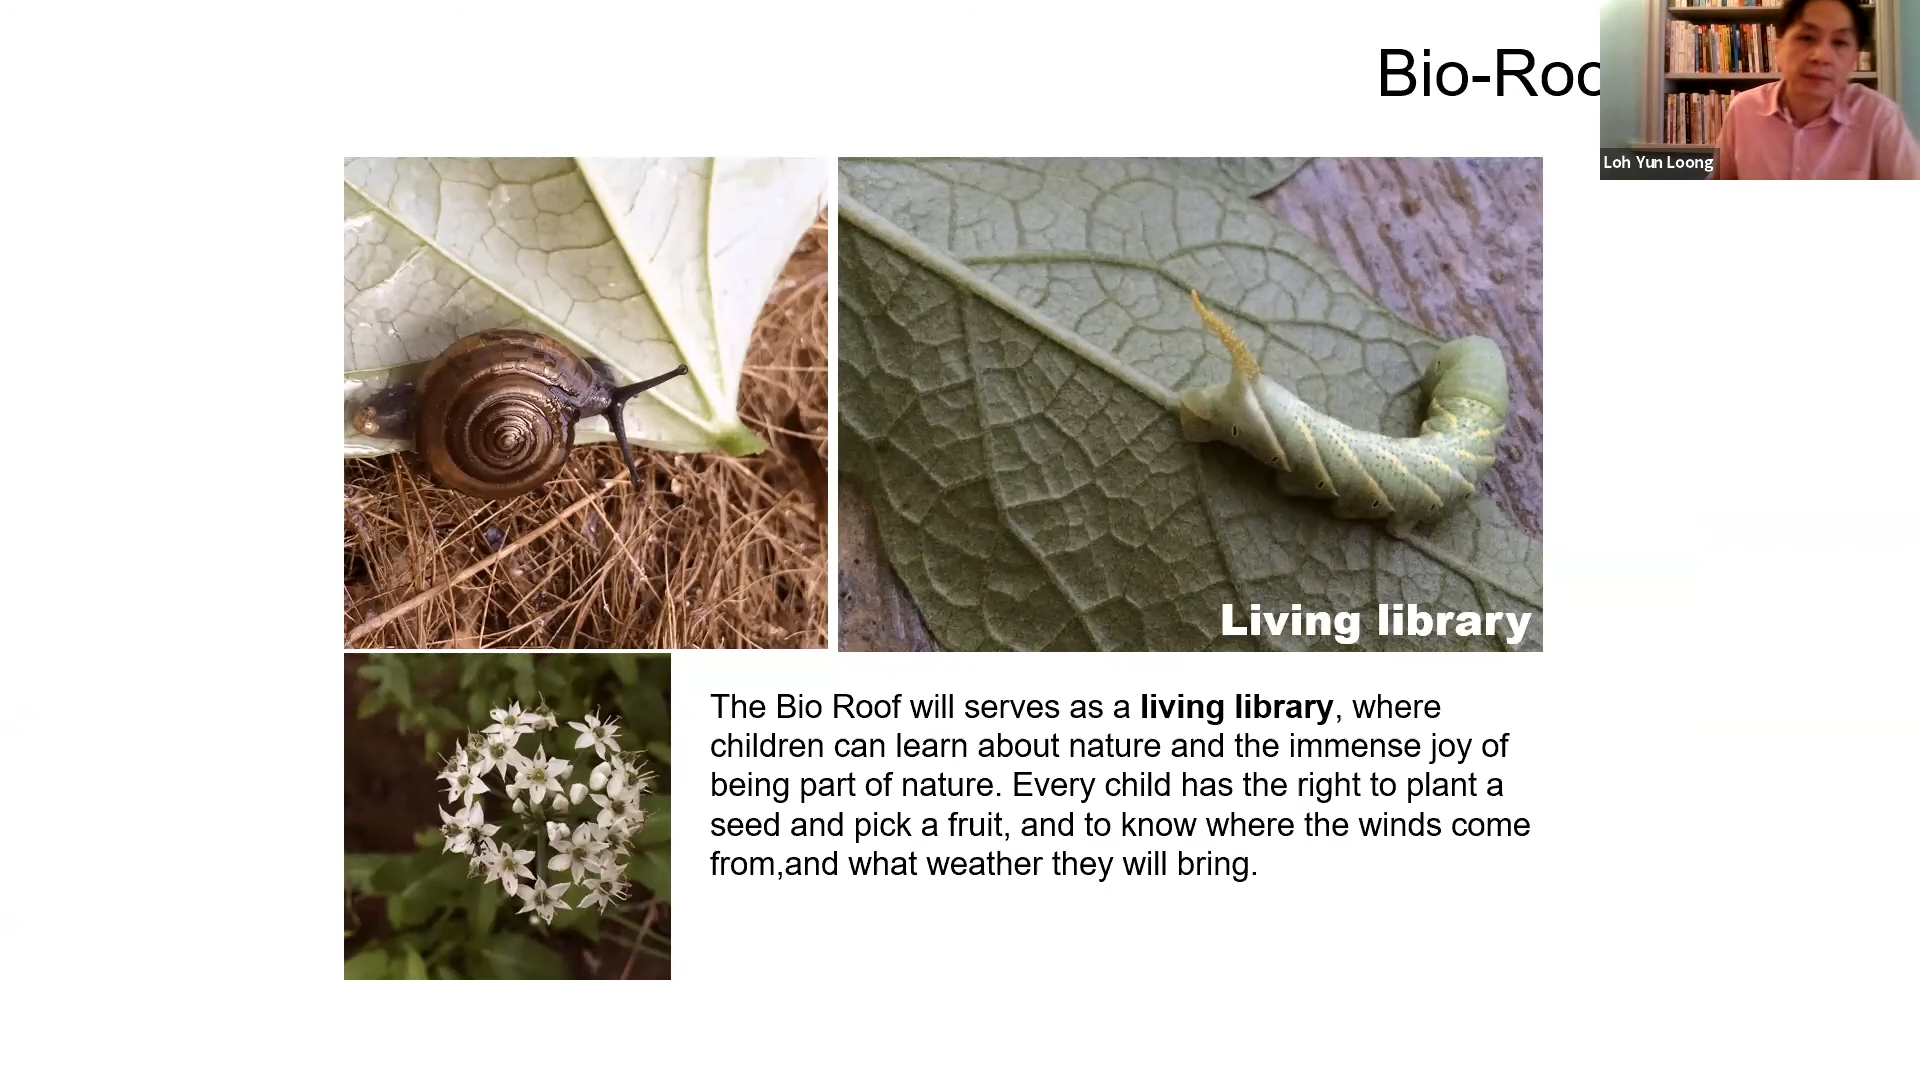 Bio-Roo
Loh Yun Loong
Living library
The Bio Roof will serves as a living library, where
children can learn about nature and the immense joy of
being part of nature. Every child has the right to plant a
seed and pick a fruit, and to know where the winds come
from,and what weather they will bring.